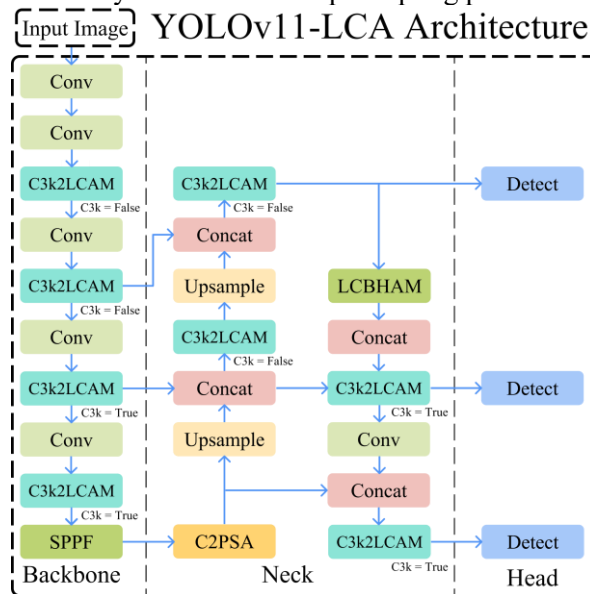 Input Image
YOLOv11-LCA Architecture
Conv
Conv
C3k2LCAM
C3k = False
Conv
C3k2LCAM
C3k = False
Conv
C3k2LCAM
C3k = True
Conv
C3k2LCAM
C3k = True
SPPF
Backbone
C3k2LCAM
C3k = False
Concat
Upsample
C3k2LCAM
C3k = False
Concat
Upsample
C2PSA
LCBHAM
Concat
C3k2LCAM
C3k = True
Conv
Concat
C3k2LCAM
C3k = True
Neck
Detect
Detect
Detect
Head